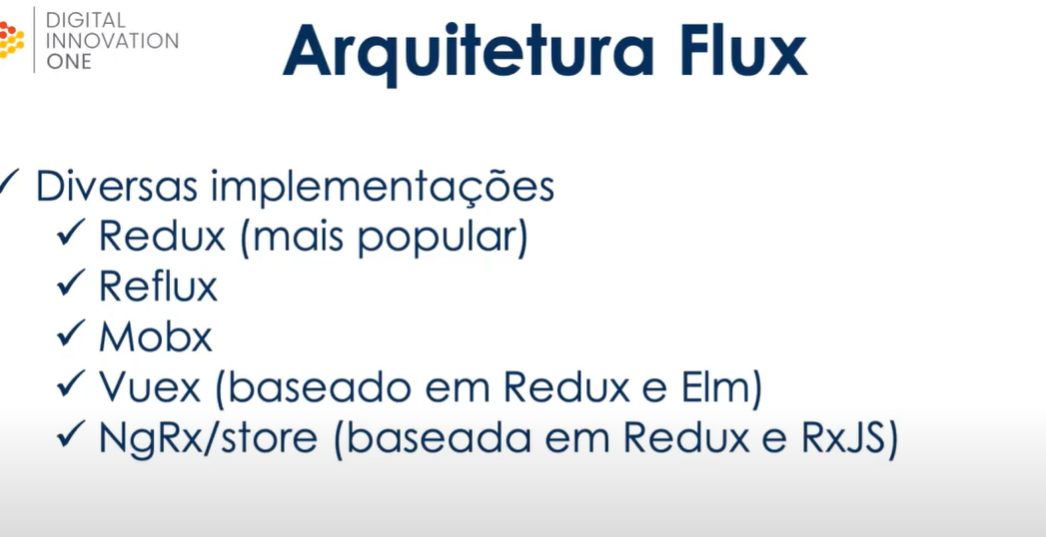 DIGITAL
INNOVATION
ONE
Arquitetura Flux
✓ Diversas implementações
✓ Redux (mais popular)
✓ Reflux
✓ Mobx
✓ Vuex (baseado em Redux e Elm)
✓ NgRx/store (baseada em Redux e RxJS)